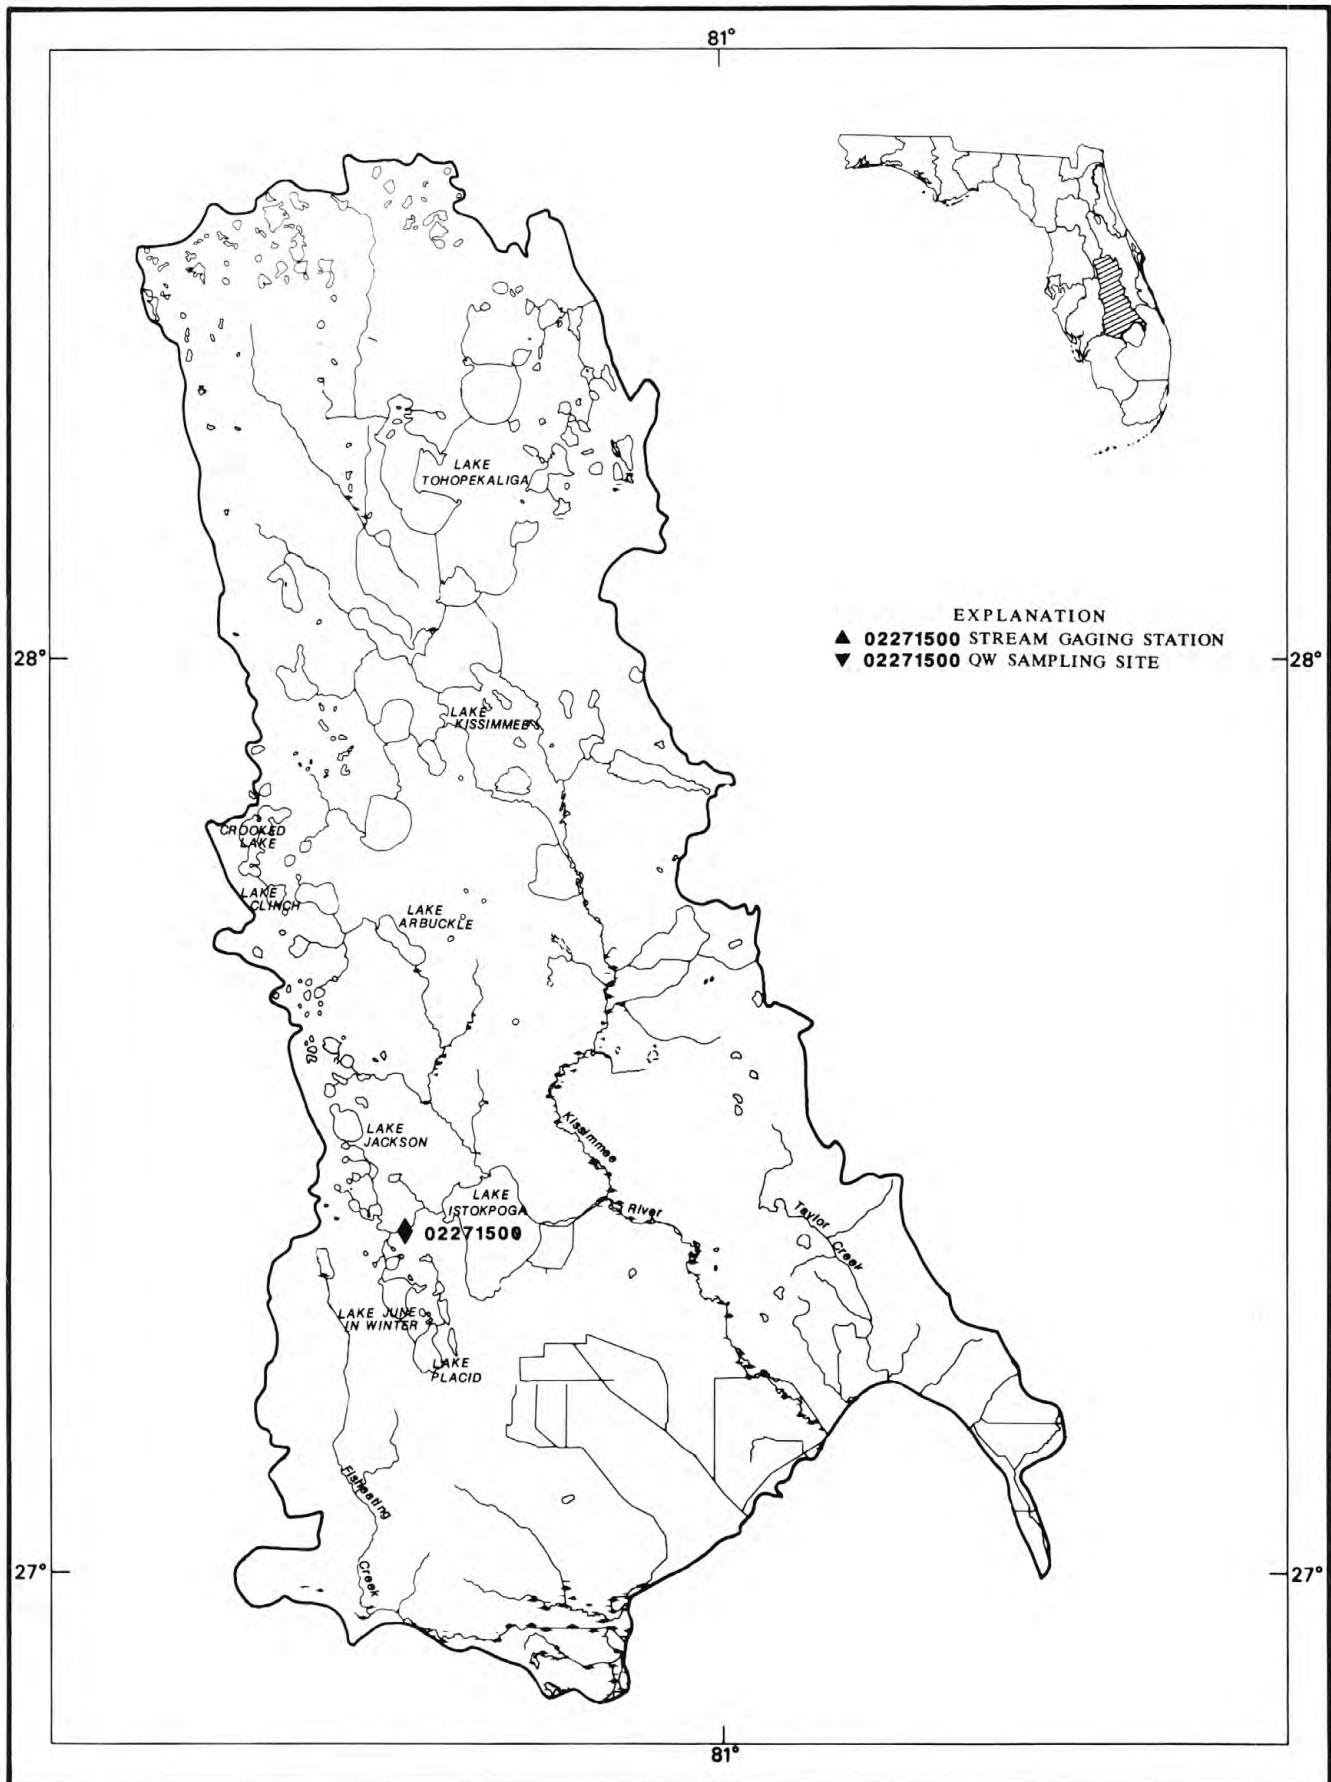 81°
EXPLANATION
▲ 02271500 STREAM GAGING STATION
▼ 02271500 QW SAMPLING SITE
28°
28°
LAKE
TOHOPEKALIGA
LAKE
KISSIMMEE
CROOKED
LAKE
LAKE
CLINCH
LAKE
ARBUCKLE
Kissimmee
River
LAKE
JACKSON
LAKE
ISTOKPOGA
02271500
Taylor
Creek
LAKE JUNE
IN WINTER
LAKE
PLACID
Fisheating
Creek
27°
27°
81°